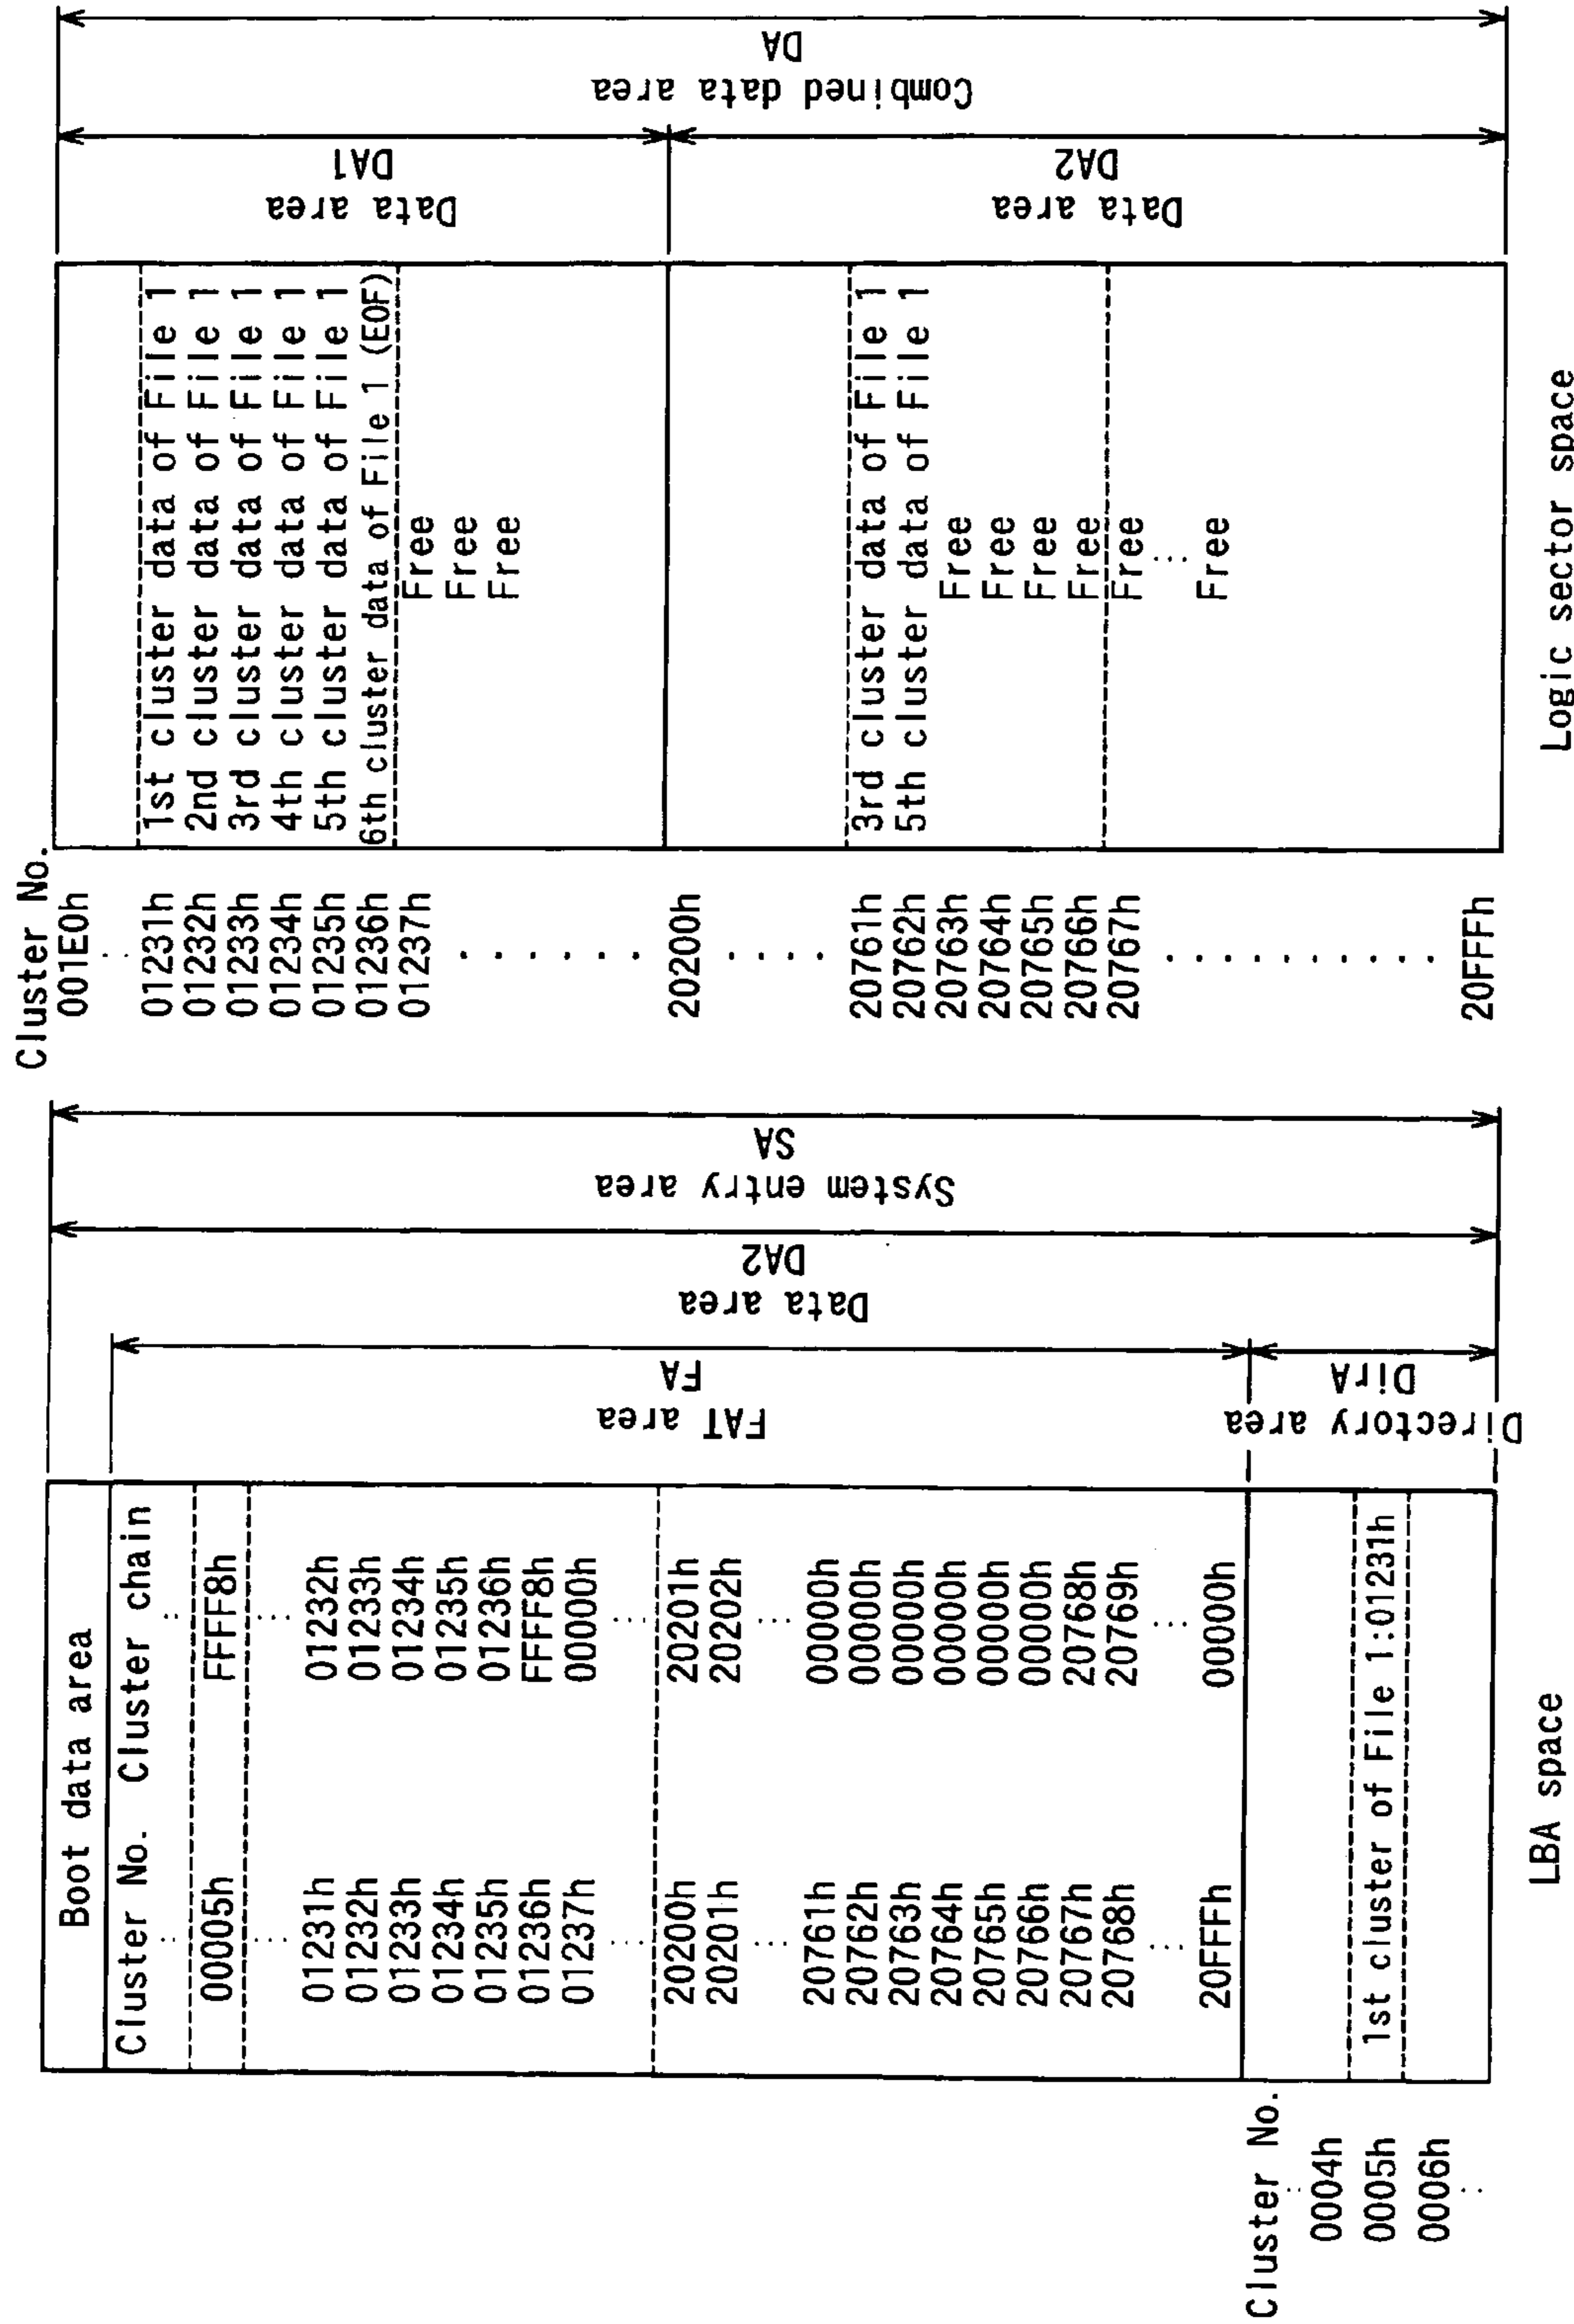 Boot data area
Cluster No. Cluster chain
... ...
00005h FFFF8h
... ...
01231h 01232h
01232h 01233h
01233h 01234h
01234h 01235h
01235h 01236h
01236h FFFF8h
01237h 00000h
... ...
20200h 20201h
20201h 20202h
... ...
20761h 00000h
20762h 00000h
20763h 00000h
20764h 00000h
20765h 00000h
20766h 00000h
20767h 20768h
20768h 20769h
... ...
20FFFh 00000h
Cluster No.
...
0004h
0005h
0006h
...
1st cluster of File 1:01231h
FAT area
FA
Directory area
DirA
Data area
DA2
System entry area
SA
LBA space
Cluster No.
001E0h
...
01231h 1st cluster data of File 1
01232h 2nd cluster data of File 1
01233h 3rd cluster data of File 1
01234h 4th cluster data of File 1
01235h 5th cluster data of File 1
01236h 6th cluster data of File 1 (EOF)
01237h Free
Free
Free
20200h
20761h 3rd cluster data of File 1
20762h 5th cluster data of File 1
20763h Free
20764h Free
20765h Free
20766h Free
20767h Free
...
Free
20FFFh
Data area
DA1
Data area
DA2
Combined data area
DA
Logic sector space